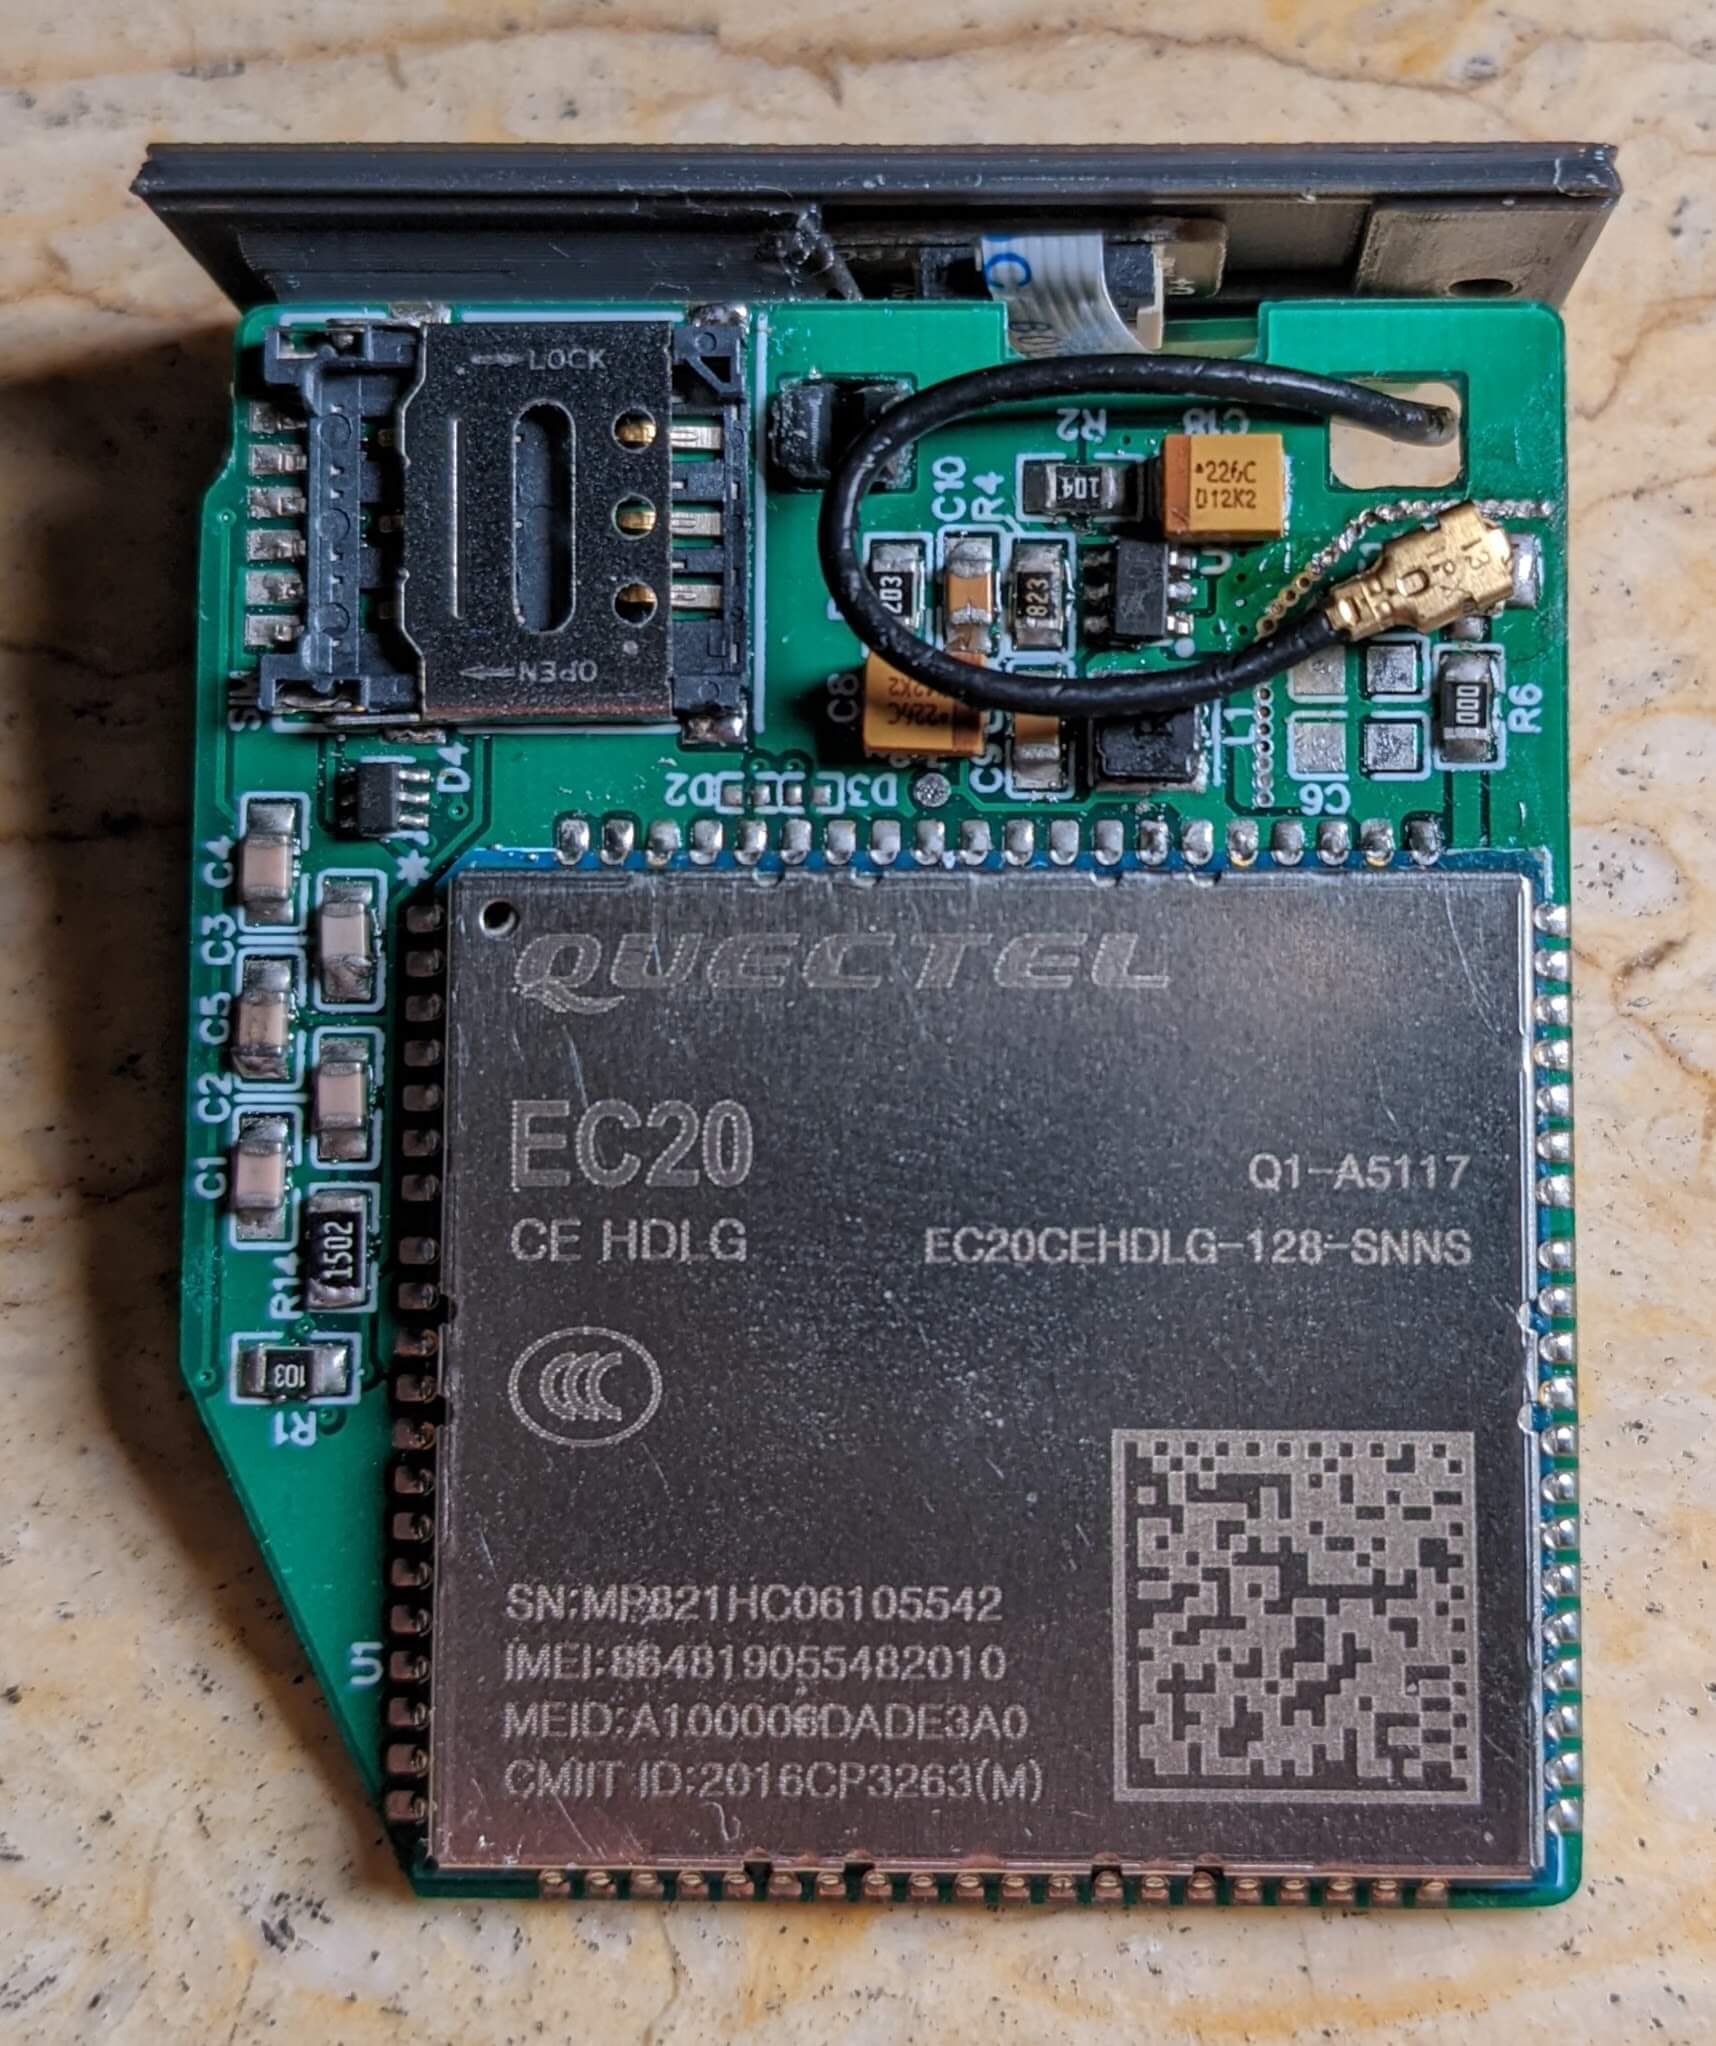 LOCK
OPEN
R2
C18
104
226C
D12K2
C10
R4
203
823
C8
226C
L1
000
R6
C6
D2
D3
D4
C4
C3
C5
C2
C1
1502
R14
103
R1
QUECTEL
EC20
Q1-A5117
CE HDLG
EC20CEHDLG-128-SNNS
SN:MP821HC06105542
IMEI:864819055482010
MEID:A100006DADE3A0
CMIIT ID:2016CP3263(M)